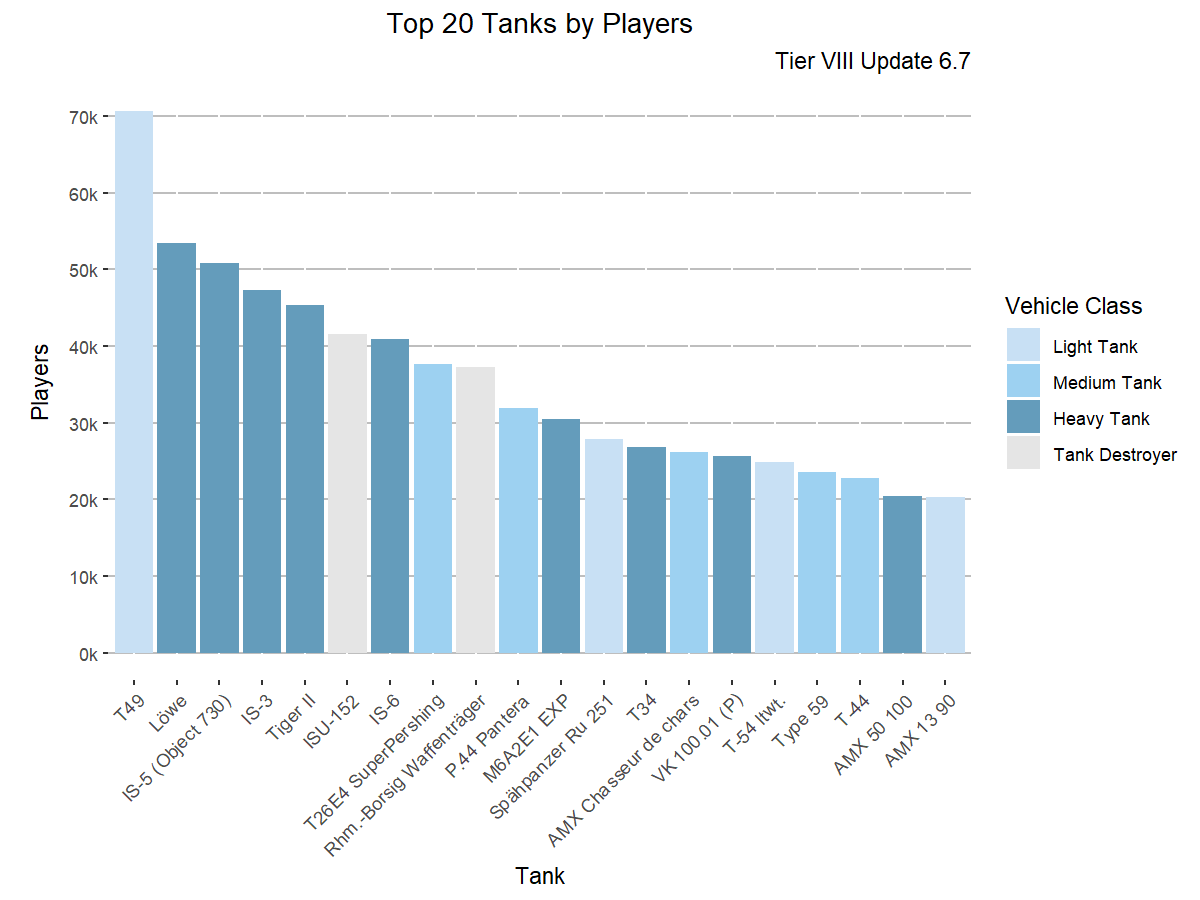 Top 20 Tanks by Players
Tier VIII Update 6.7
Players
70k
60k
50k
40k
30k
20k
10k
0k
T49
Löwe
IS-5 (Object 730)
IS-3
Tiger II
ISU-152
IS-6
T26E4 SuperPershing
Rhm.-Borsig Waffenträger
P.44 Pantera
M6A2E1 EXP
Spähpanzer Ru 251
T34
AMX Chasseur de chars
VK 100.01 (P)
T-54 ltwt.
Type 59
T-44
AMX 50 100
AMX 13 90
Tank
Vehicle Class
Light Tank
Medium Tank
Heavy Tank
Tank Destroyer